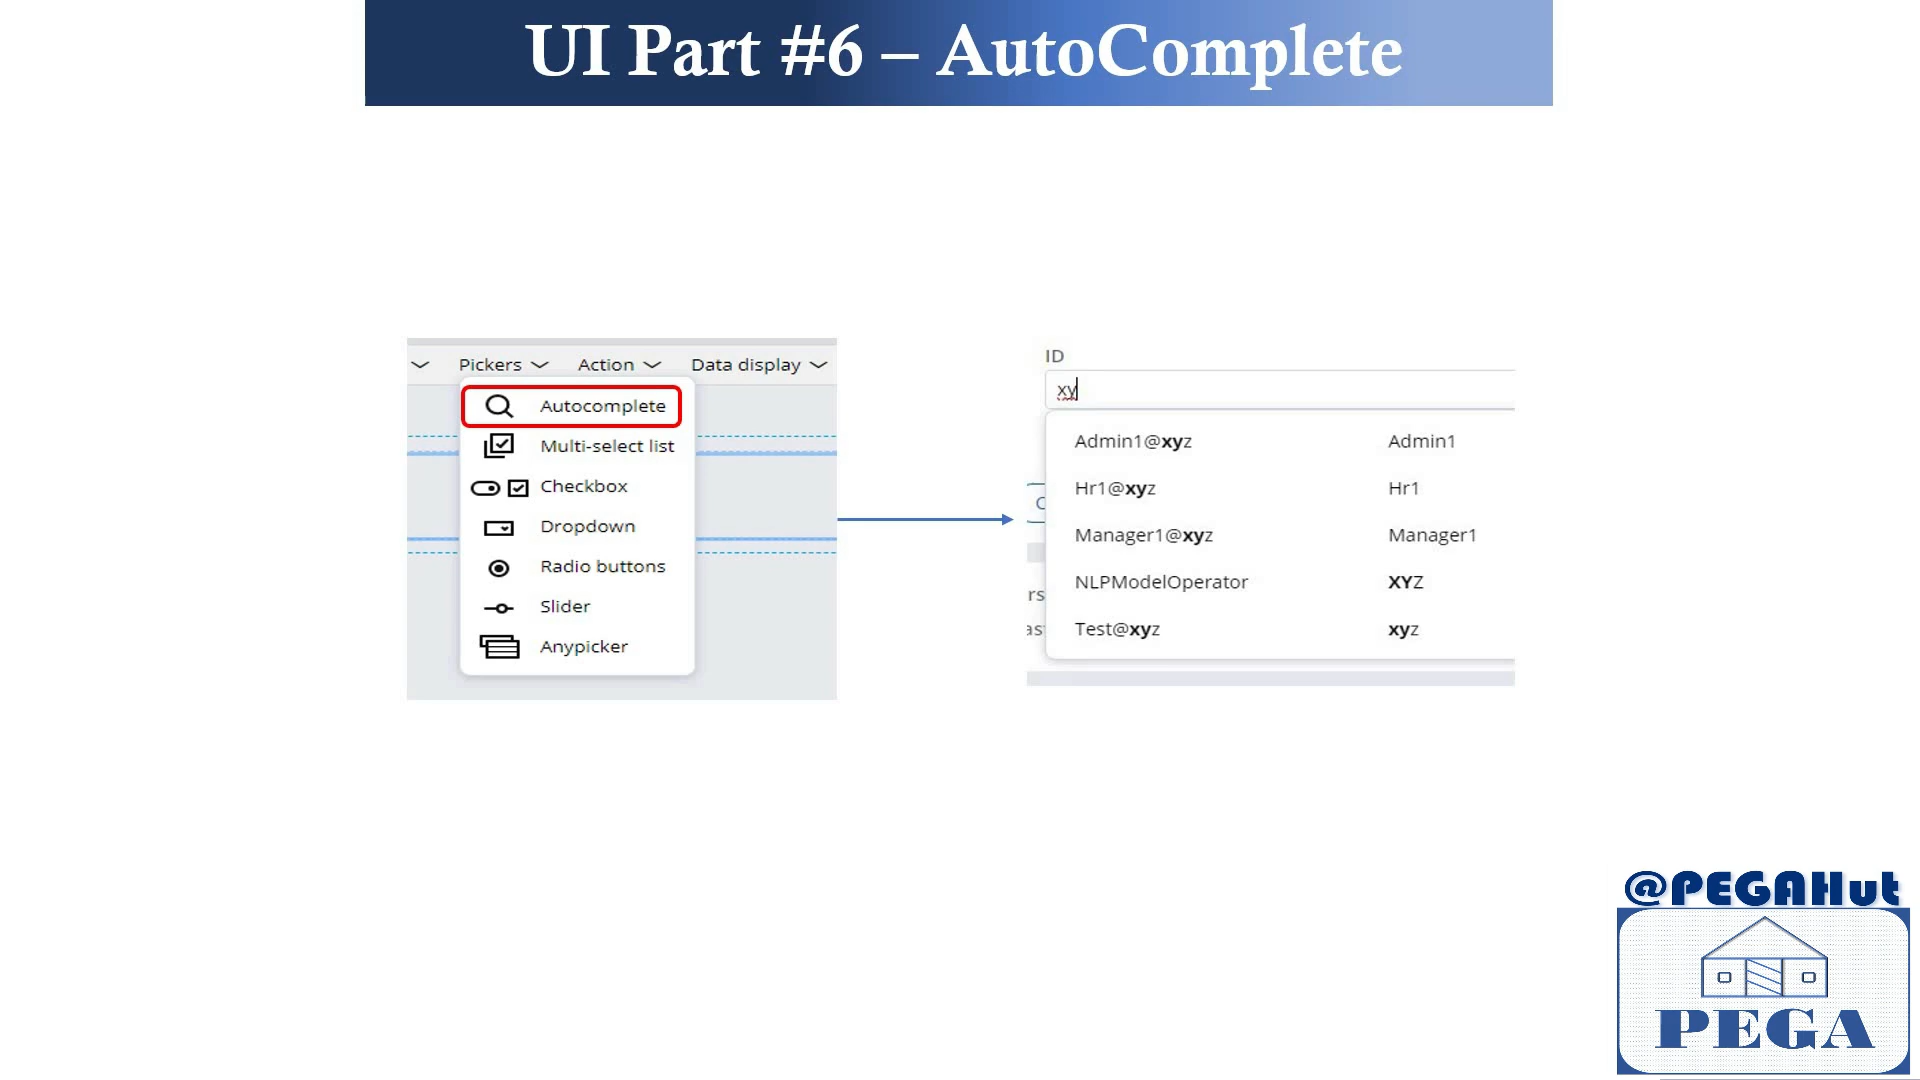 UI Part #6 – AutoComplete
Pickers Action Data display
Autocomplete
Multi-select list
Checkbox
Dropdown
Radio buttons
Slider
Anypicker
ID
xy
Admin1@xyz Admin1
Hr1@xyz Hr1
Manager1@xyz Manager1
NLPModelOperator XYZ
Test@xyz xyz
@PEGAHut
PEGA